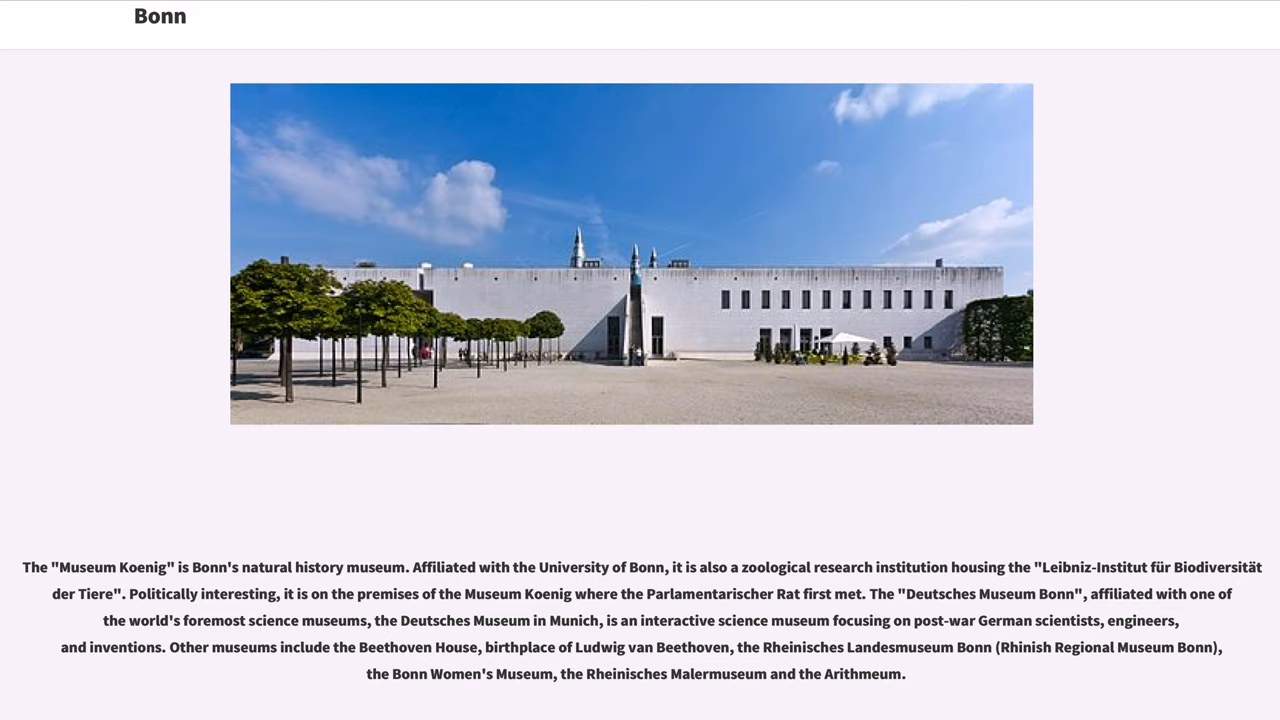 Bonn
The "Museum Koenig" is Bonn's natural history museum. Affiliated with the University of Bonn, it is also a zoological research institution housing the "Leibniz-Institut für Biodiversität
der Tiere". Politically interesting, it is on the premises of the Museum Koenig where the Parlamentarischer Rat first met. The "Deutsches Museum Bonn", affiliated with one of
the world's foremost science museums, the Deutsches Museum in Munich, is an interactive science museum focusing on post-war German scientists, engineers,
and inventions. Other museums include the Beethoven House, birthplace of Ludwig van Beethoven, the Rheinisches Landesmuseum Bonn (Rhinish Regional Museum Bonn),
the Bonn Women's Museum, the Rheinisches Malermuseum and the Arithmeum.